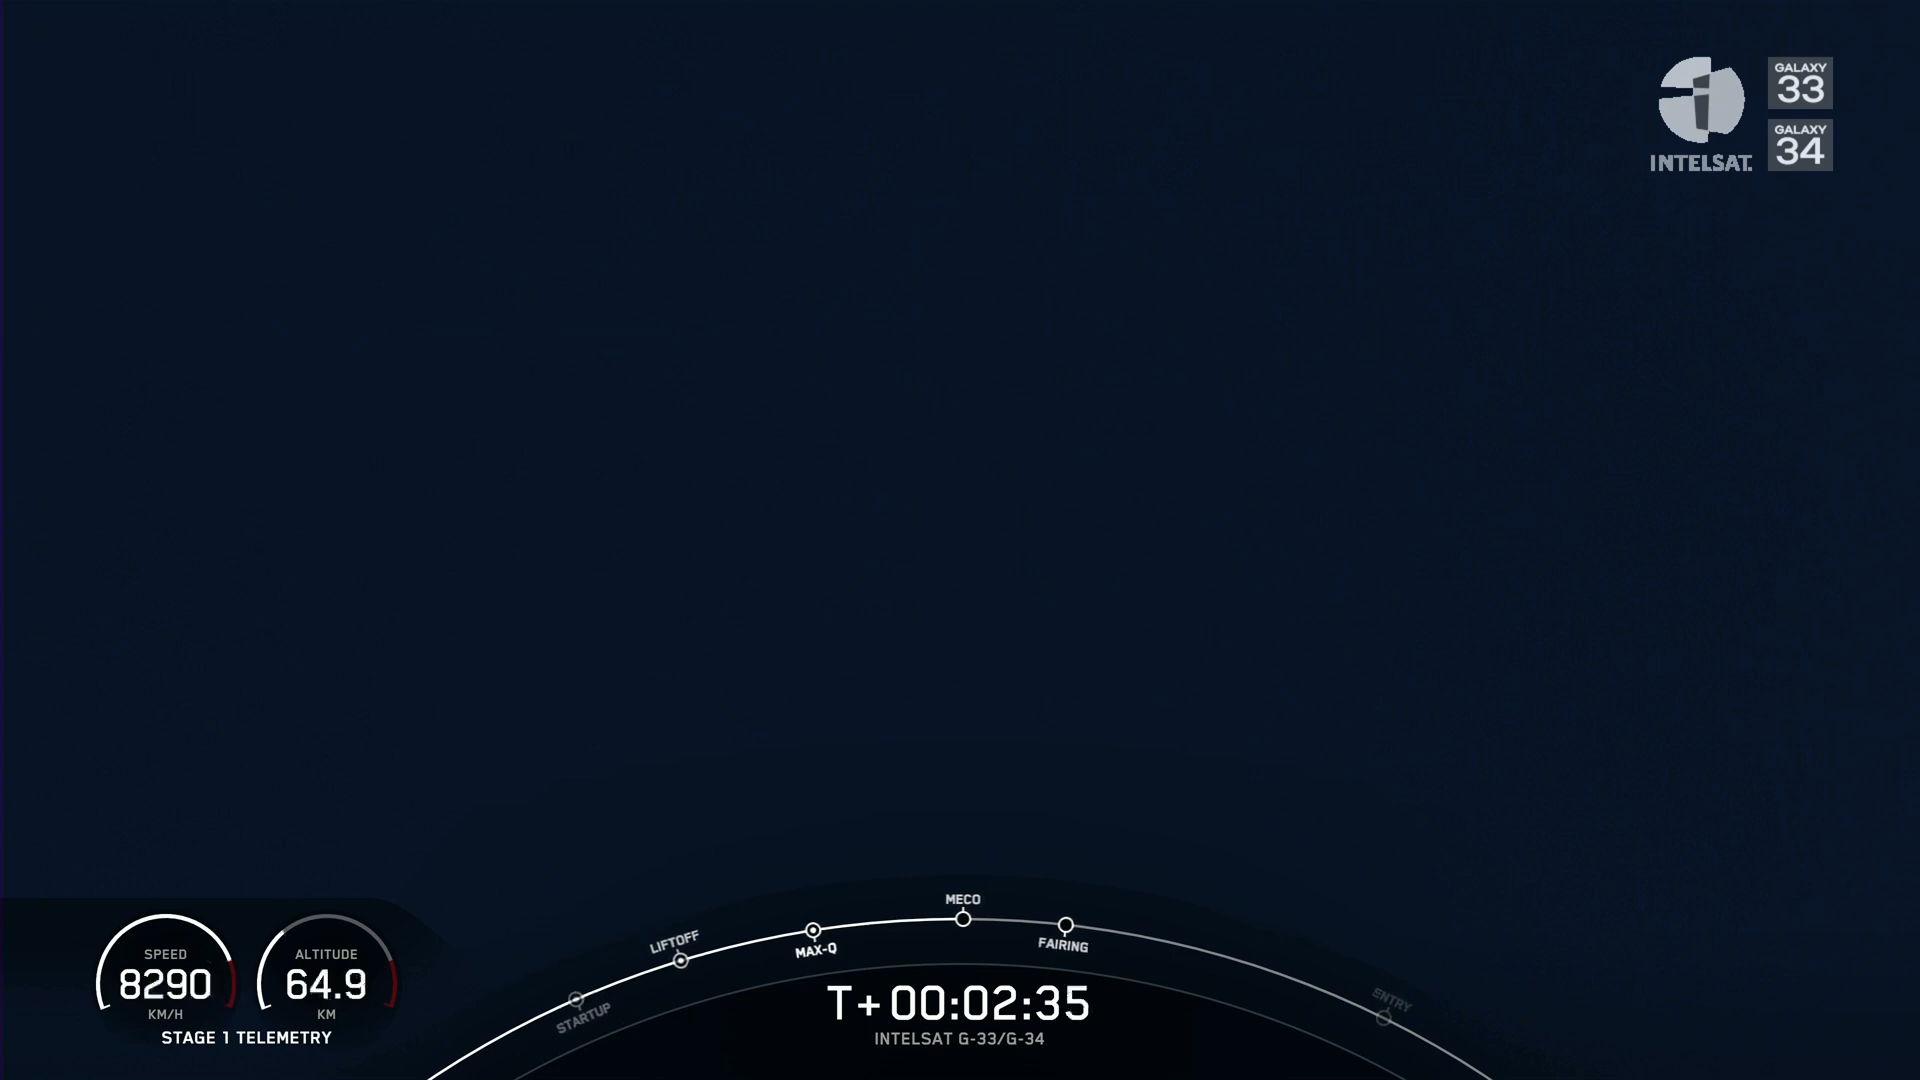 INTELSAT.
GALAXY
33
GALAXY
34
SPEED
8290
KM/H
ALTITUDE
64.9
KM
STAGE 1 TELEMETRY
STARTUP
LIFTOFF
MAX-Q
MECO
FAIRING
ENTRY
T+00:02:35
INTELSAT G-33/G-34